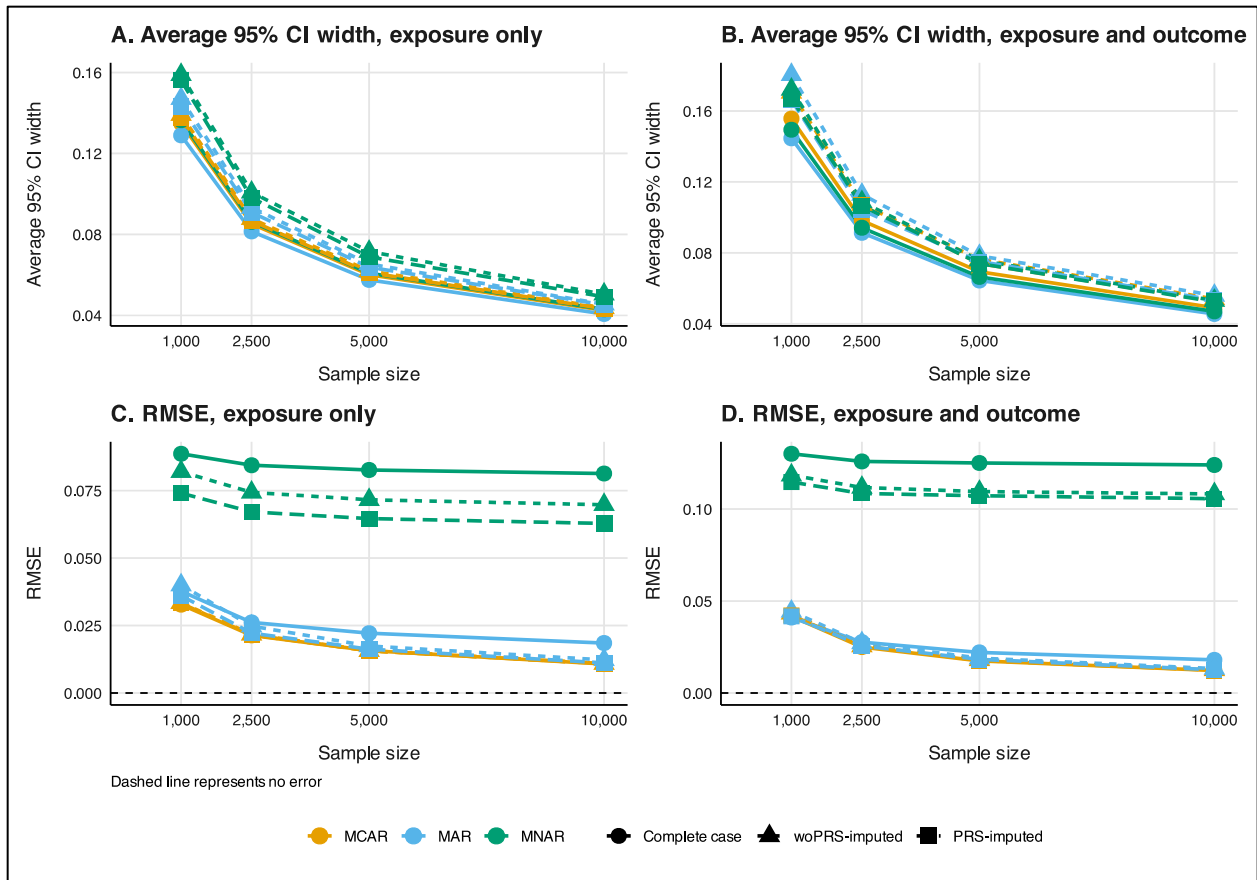 A. Average 95% CI width, exposure only
Average 95% CI width
0.16
0.12
0.08
0.04
1,000
2,500
5,000
10,000
Sample size
B. Average 95% CI width, exposure and outcome
Average 95% CI width
0.16
0.12
0.08
0.04
1,000
2,500
5,000
10,000
Sample size
C. RMSE, exposure only
RMSE
0.075
0.050
0.025
0.000
1,000
2,500
5,000
10,000
Sample size
Dashed line represents no error
D. RMSE, exposure and outcome
RMSE
0.10
0.05
0.00
1,000
2,500
5,000
10,000
Sample size
MCAR MAR MNAR Complete case woPRS-imputed PRS-imputed